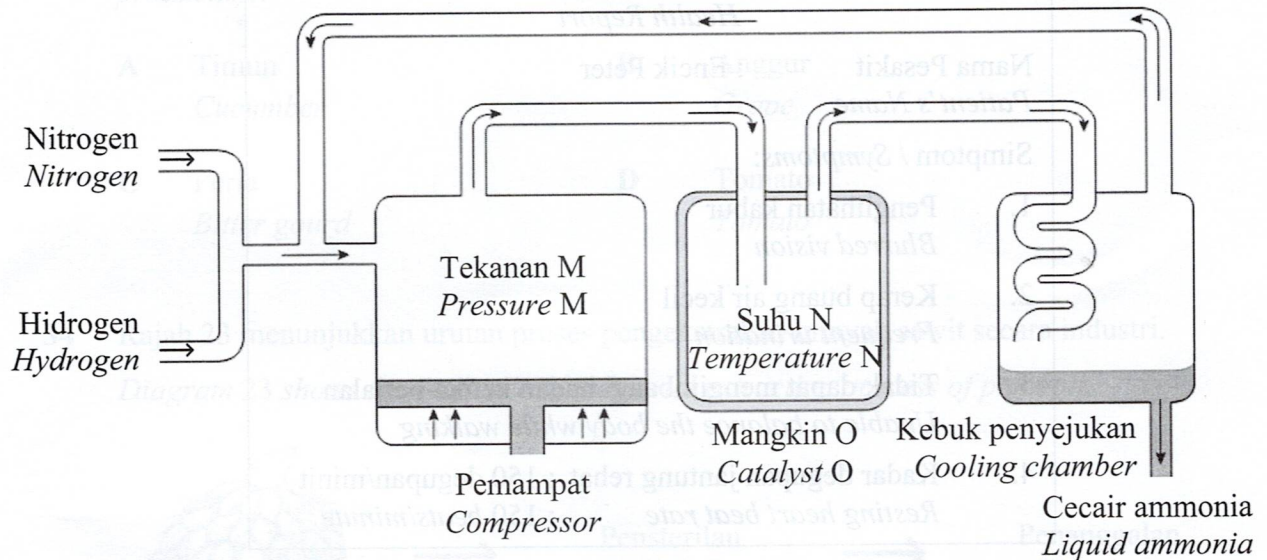 Nitrogen
Nitrogen
Hidrogen
Hydrogen
Tekanan M
Pressure M
Pemampat
Compressor
Suhu N
Temperature N
Mangkin O
Catalyst O
Kebuk penyejukan
Cooling chamber
Cecair ammonia
Liquid ammonia